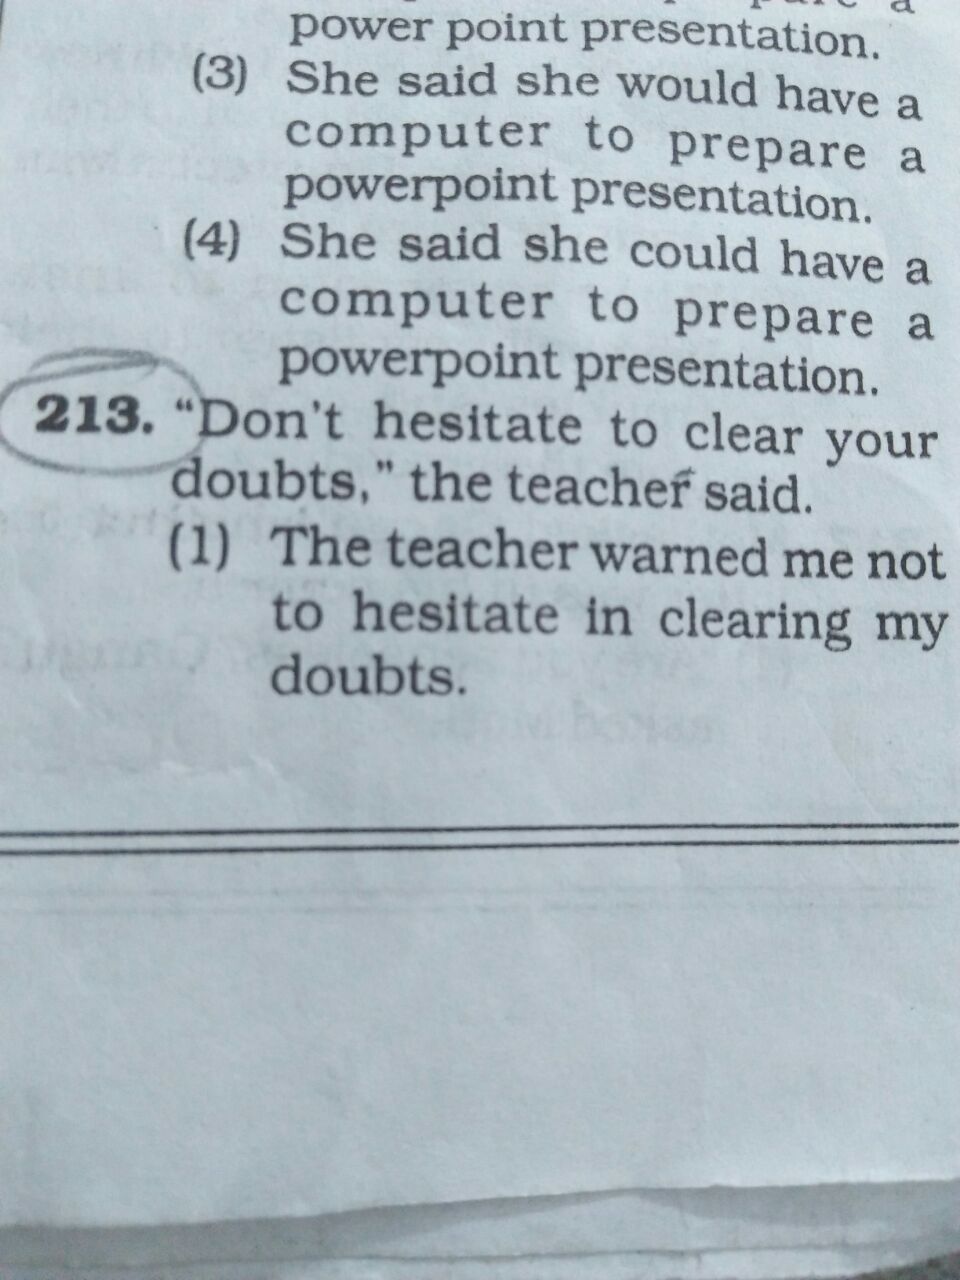 power point presentation.
(3) She said she would have a
computer to prepare a
powerpoint presentation.
(4) She said she could have a
computer to prepare a
powerpoint presentation.
213. “Don't hesitate to clear your
doubts,” the teacher said.
(1) The teacher warned me not
to hesitate in clearing my
doubts.